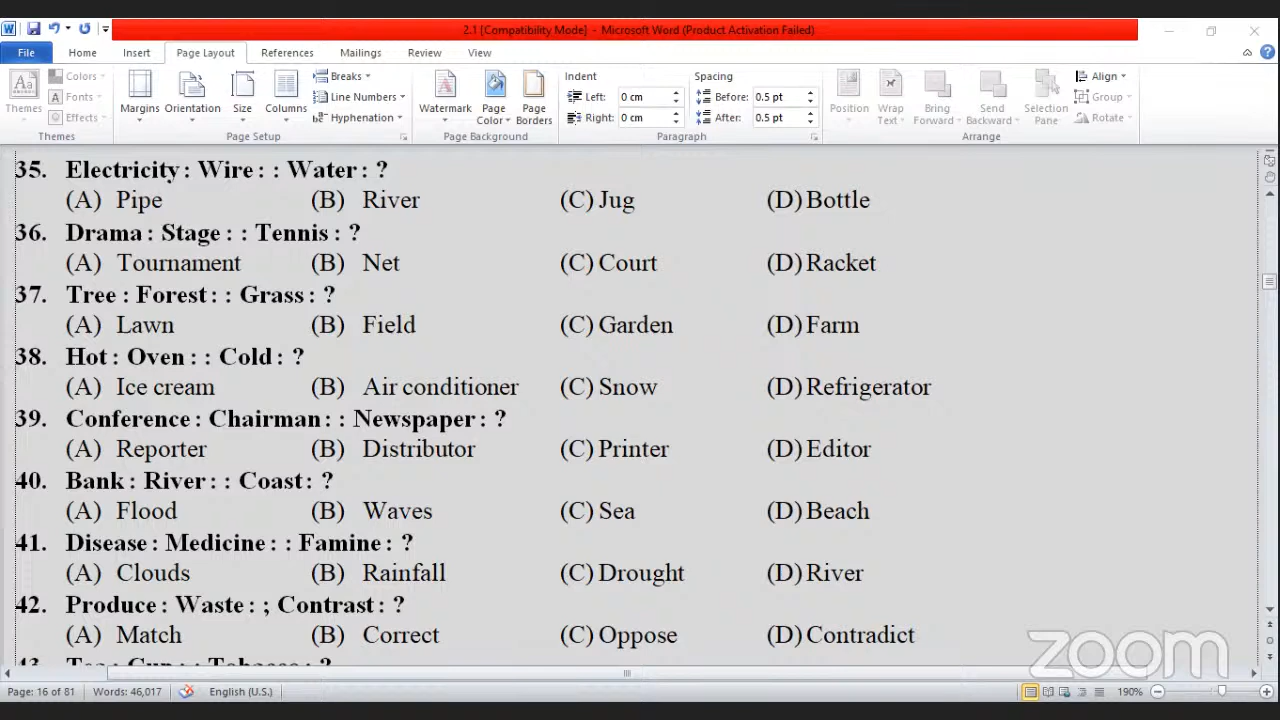 2.1 [Compatibility Mode] - Microsoft Word (Product Activation Failed)
File Home Insert Page Layout References Mailings Review View
Themes Colors Fonts Effects Margins Orientation Size Columns Breaks Line Numbers Hyphenation Watermark Page Color Page Borders Indent Left: 0 cm Right: 0 cm Spacing Before: 0.5 pt After: 0.5 pt Position Wrap Text Bring Forward Send Backward Selection Pane Align Group Rotate
Themes Page Setup Page Background Paragraph Arrange
35. Electricity : Wire : : Water : ?
(A) Pipe (B) River (C) Jug (D) Bottle
36. Drama : Stage : : Tennis : ?
(A) Tournament (B) Net (C) Court (D) Racket
37. Tree : Forest : : Grass : ?
(A) Lawn (B) Field (C) Garden (D) Farm
38. Hot : Oven : : Cold : ?
(A) Ice cream (B) Air conditioner (C) Snow (D) Refrigerator
39. Conference : Chairman : : Newspaper : ?
(A) Reporter (B) Distributor (C) Printer (D) Editor
40. Bank : River : : Coast : ?
(A) Flood (B) Waves (C) Sea (D) Beach
41. Disease : Medicine : : Famine : ?
(A) Clouds (B) Rainfall (C) Drought (D) River
42. Produce : Waste : ; Contrast : ?
(A) Match (B) Correct (C) Oppose (D) Contradict
43. Tea : Cup : : Tobacco : ?
zoom
Page: 16 of 81 Words: 46,017 English (U.S.) 190%